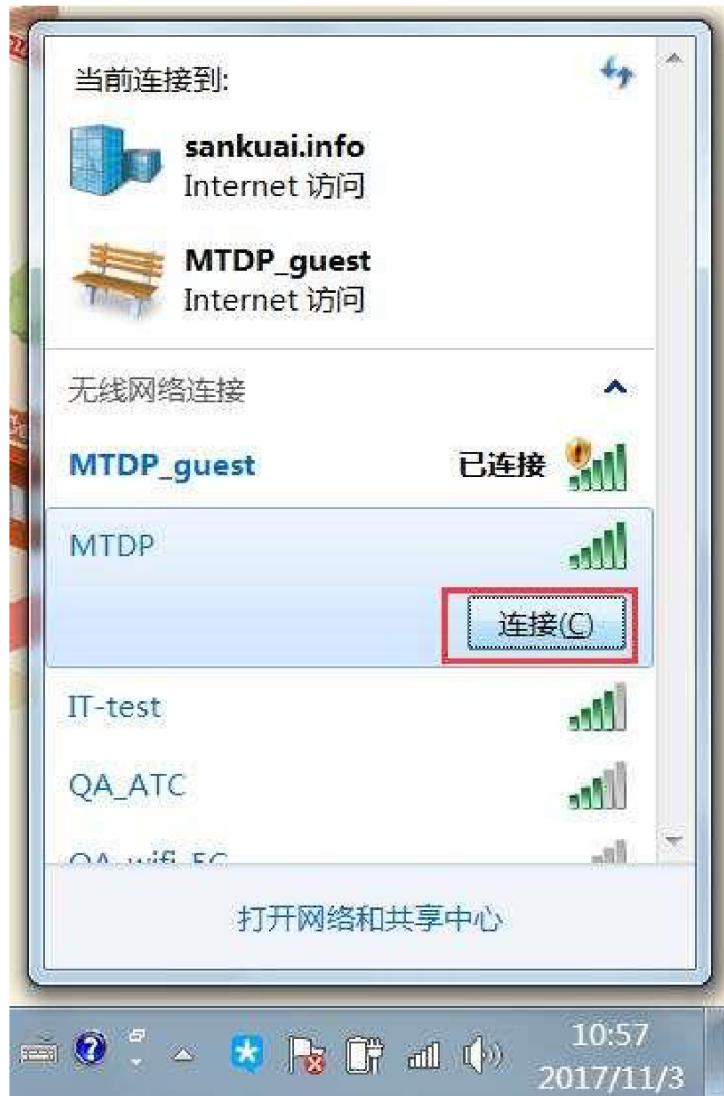 当前连接到:
sankuai.info
Internet 访问
MTDP_guest
Internet 访问
无线网络连接
MTDP_guest 已连接
MTDP
连接(C)
IT-test
QA_ATC
QA_wifi_5G
打开网络和共享中心
10:57
2017/11/3